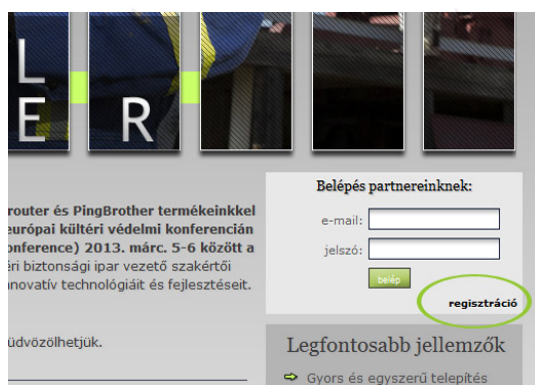 L
E R
router és PingBrother termékeinkkel
európai kültéri védelmi konferencián
onference) 2013. márc. 5-6 között a
éri biztonsági ipar vezető szakértői
nnovatív technológiáit és fejlesztéseit.
üdvözölhetjük.
Belépés partnereinknek:
e-mail:
jelszó:
belép
regisztráció
Legfontosabb jellemzők
Gyors és egyszerű telepítés